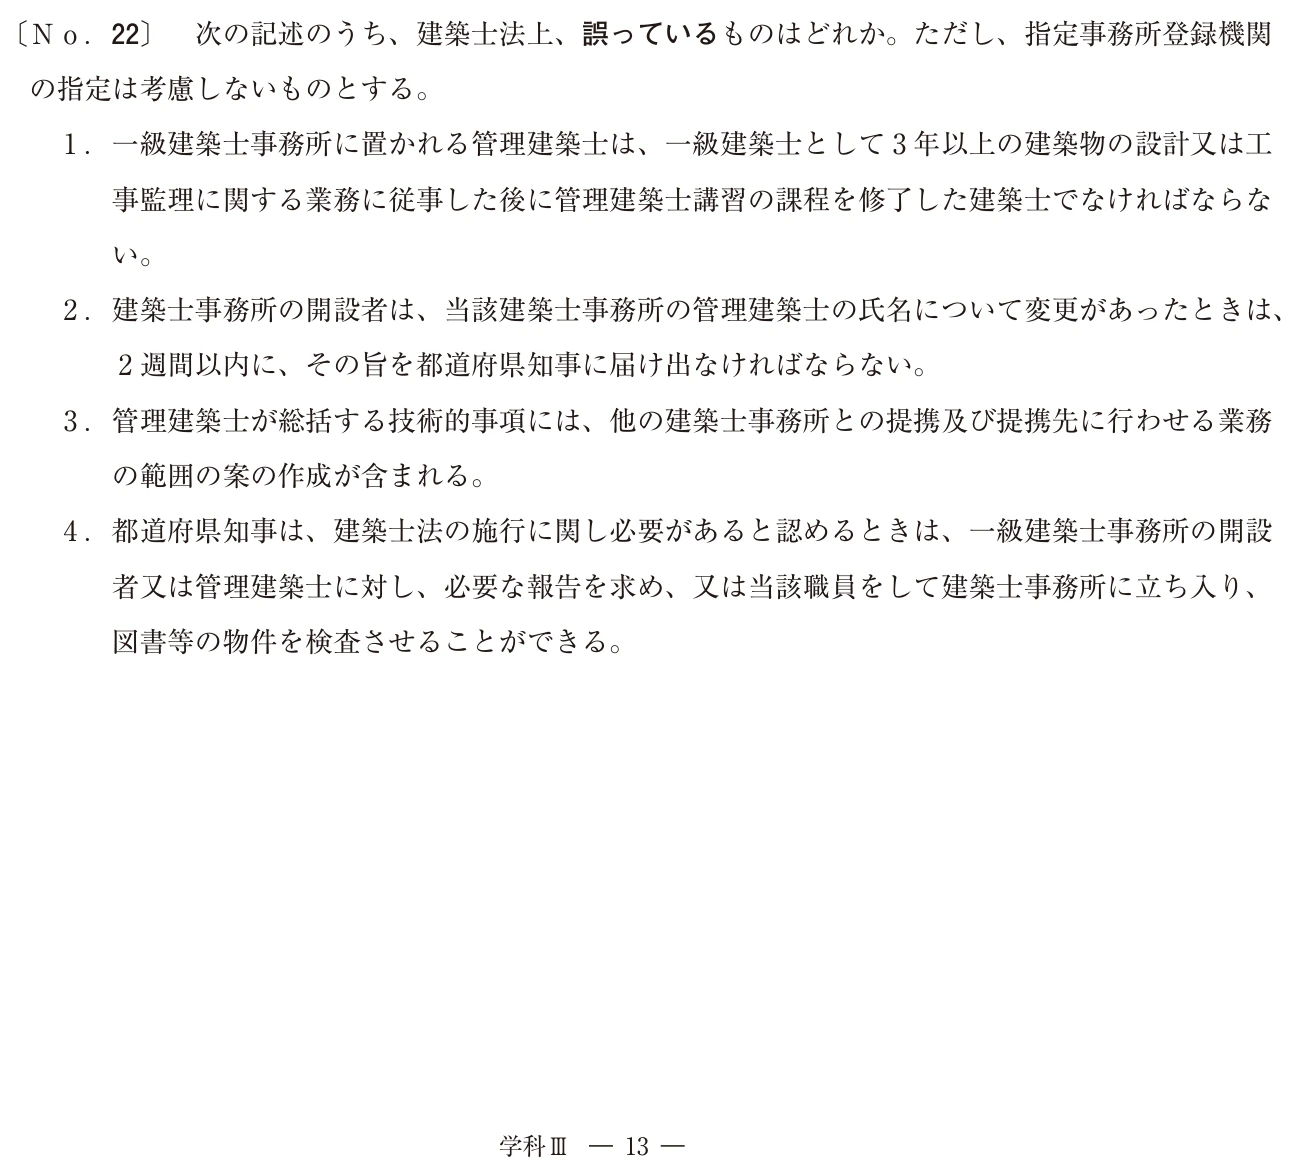 〔Ｎｏ．22〕　次の記述のうち、建築士法上、誤っているものはどれか。ただし、指定事務所登録機関
の指定は考慮しないものとする。
１．一級建築士事務所に置かれる管理建築士は、一級建築士として３年以上の建築物の設計又は工
事監理に関する業務に従事した後に管理建築士講習の課程を修了した建築士でなければならな
い。
２．建築士事務所の開設者は、当該建築士事務所の管理建築士の氏名について変更があったときは、
２週間以内に、その旨を都道府県知事に届け出なければならない。
３．管理建築士が総括する技術的事項には、他の建築士事務所との提携及び提携先に行わせる業務
の範囲の案の作成が含まれる。
４．都道府県知事は、建築士法の施行に関し必要があると認めるときは、一級建築士事務所の開設
者又は管理建築士に対し、必要な報告を求め、又は当該職員をして建築士事務所に立ち入り、
図書等の物件を検査させることができる。
学科Ⅲ　― 13 ―